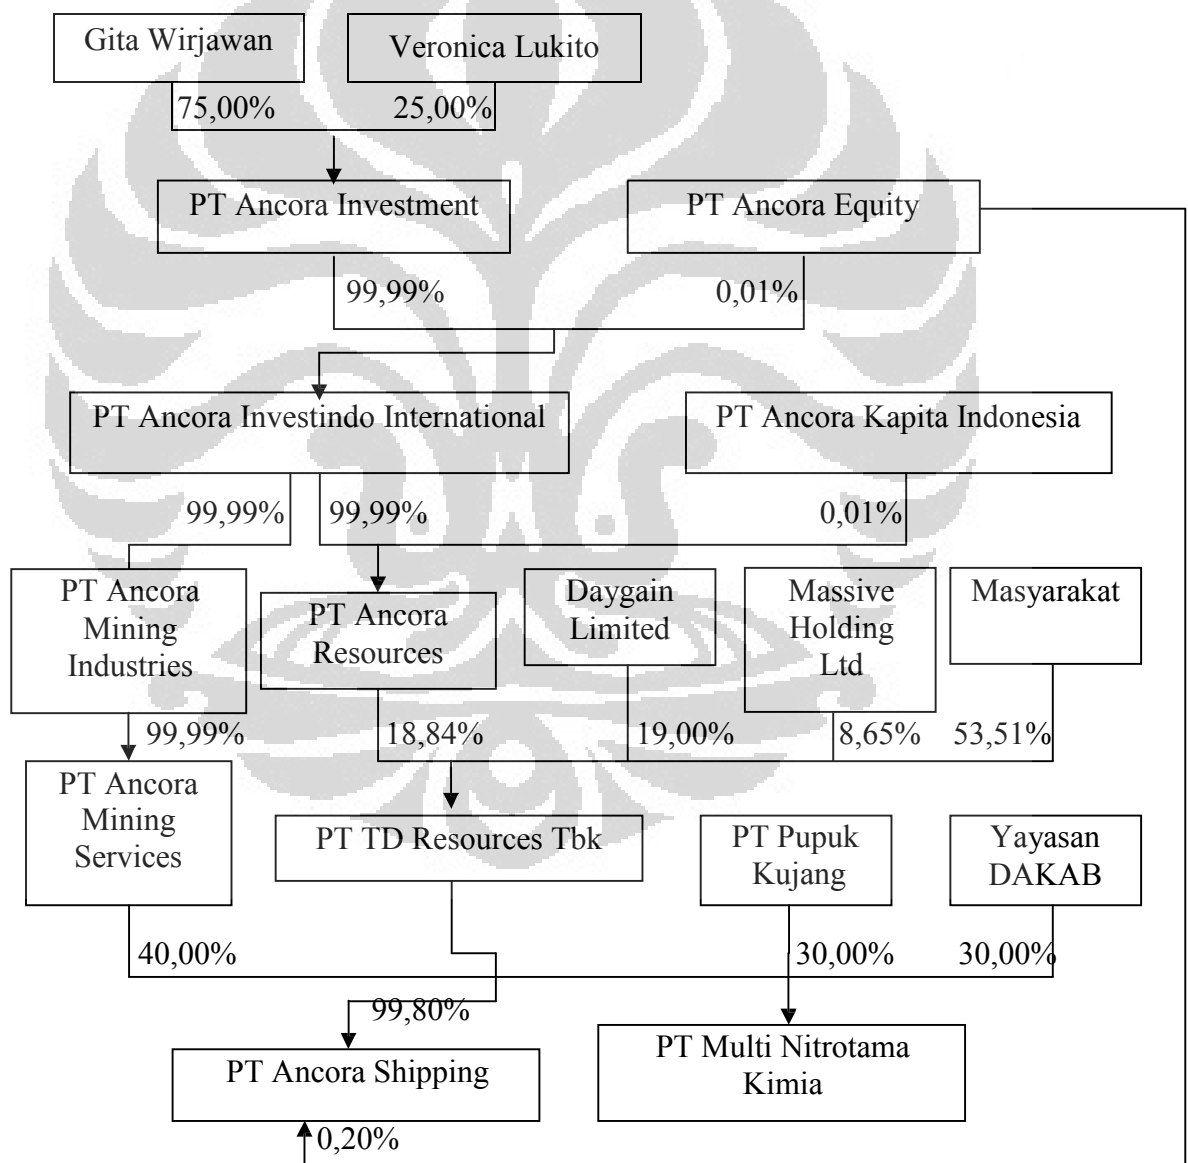 Gita Wirjawan
Veronica Lukito
75,00%
25,00%
PT Ancora Investment
PT Ancora Equity
99,99%
0,01%
PT Ancora Investindo International
PT Ancora Kapita Indonesia
99,99%
99,99%
0,01%
PT Ancora
Mining
Industries
PT Ancora
Resources
Daygain
Limited
Massive
Holding
Ltd
Masyarakat
99,99%
18,84%
19,00%
8,65%
53,51%
PT Ancora
Mining
Services
PT TD Resources Tbk
PT Pupuk
Kujang
Yayasan
DAKAB
40,00%
30,00%
30,00%
99,80%
PT Ancora Shipping
PT Multi Nitrotama
Kimia
0,20%